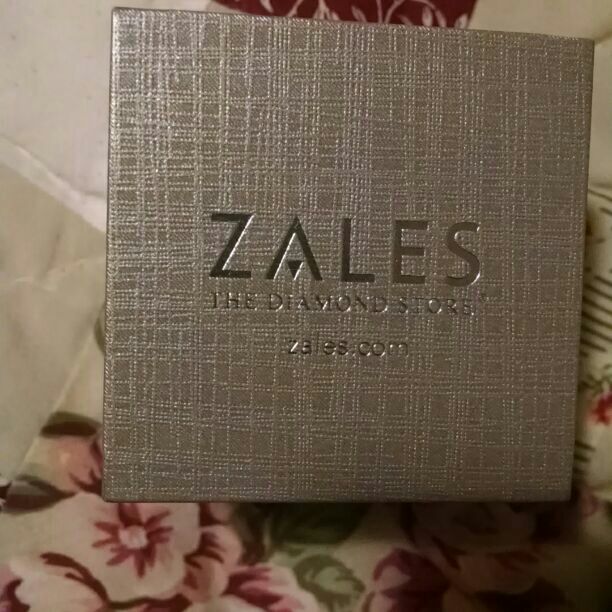 ZALES
THE DIAMOND STORE®
zales.com